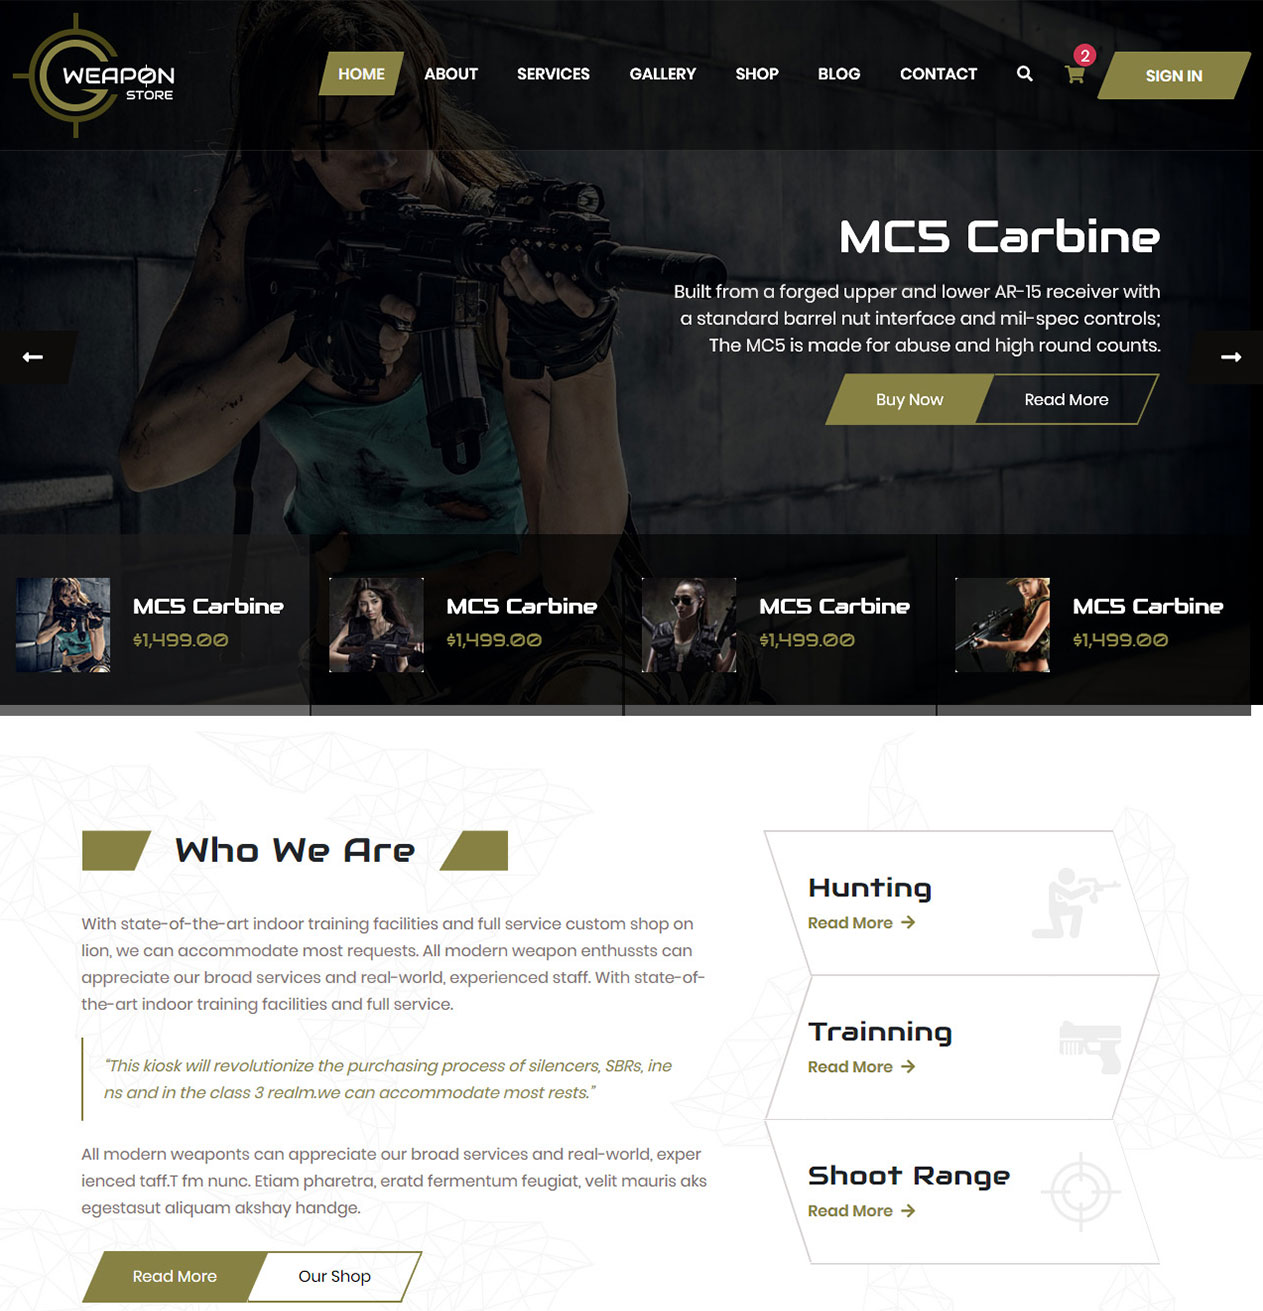 WEAPON
STORE
HOME ABOUT SERVICES GALLERY SHOP BLOG CONTACT 2 SIGN IN
MC5 Carbine
Built from a forged upper and lower AR-15 receiver with
a standard barrel nut interface and mil-spec controls;
The MC5 is made for abuse and high round counts.
Buy Now Read More
MC5 Carbine
$1,499.00
MC5 Carbine
$1,499.00
MC5 Carbine
$1,499.00
MC5 Carbine
$1,499.00
Who We Are
With state-of-the-art indoor training facilities and full service custom shop on
lion, we can accommodate most requests. All modern weapon enthussts can
appreciate our broad services and real-world, experienced staff. With state-of-
the-art indoor training facilities and full service.
“This kiosk will revolutionize the purchasing process of silencers, SBRs, ine
ns and in the class 3 realm.we can accommodate most rests.”
All modern weaponts can appreciate our broad services and real-world, exper
ienced taff.T fm nunc. Etiam pharetra, eratd fermentum feugiat, velit mauris aks
egestasut aliquam akshay handge.
Read More Our Shop
Hunting
Read More
Trainning
Read More
Shoot Range
Read More